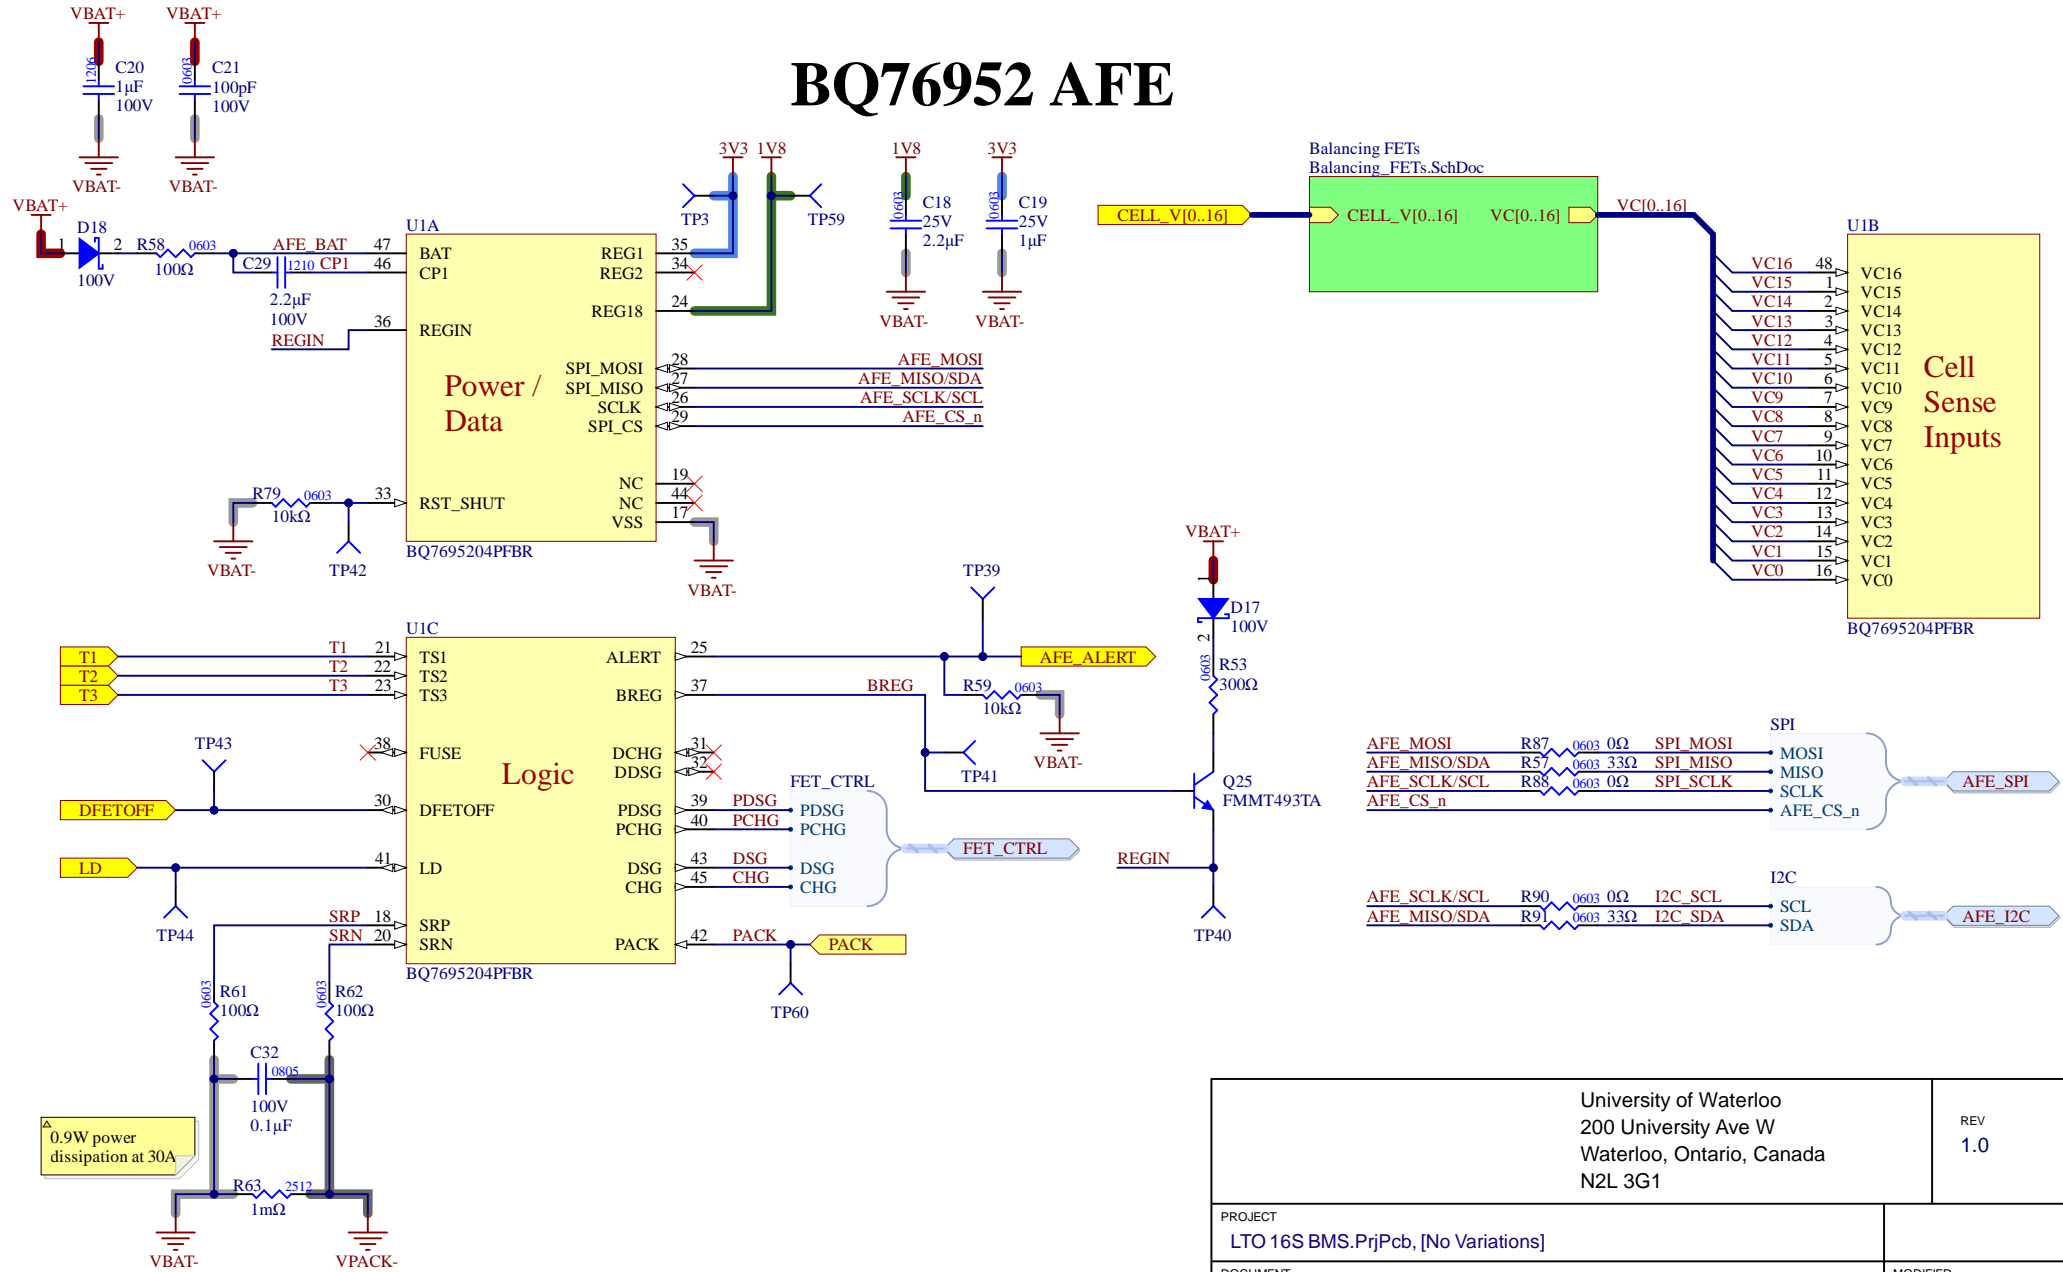 BQ76952 AFE
VBAT+
VBAT+
1206
C20
1µF
100V
0603
C21
100pF
100V
VBAT-
VBAT-
VBAT+
D18
1
2
100V
R58
0603
100Ω
AFE_BAT
47
C29
1210
CP1
46
2.2µF
100V
36
REGIN
R79
0603
10kΩ
33
VBAT-
TP42
U1A
BAT
CP1
REGIN
RST_SHUT
Power /
Data
REG1
REG2
REG18
SPI_MOSI
SPI_MISO
SCLK
SPI_CS
NC
NC
VSS
BQ7695204PFBR
35
34
24
28
27
26
29
19
44
17
AFE_MOSI
AFE_MISO/SDA
AFE_SCLK/SCL
AFE_CS_n
VBAT-
3V3
1V8
TP3
TP59
1V8
0603
C18
25V
2.2µF
VBAT-
3V3
0603
C19
25V
1µF
VBAT-
Balancing FETs
Balancing_FETs.SchDoc
CELL_V[0..16]
CELL_V[0..16]
VC[0..16]
VC[0..16]
U1B
VC16 48 VC16
VC15 1 VC15
VC14 2 VC14
VC13 3 VC13
VC12 4 VC12
VC11 5 VC11
VC10 6 VC10
VC9 7 VC9
VC8 8 VC8
VC7 9 VC7
VC6 10 VC6
VC5 11 VC5
VC4 12 VC4
VC3 13 VC3
VC2 14 VC2
VC1 15 VC1
VC0 16 VC0
Cell
Sense
Inputs
BQ7695204PFBR
U1C
T1 T1 21 TS1
T2 T2 22 TS2
T3 T3 23 TS3
38 FUSE
TP43
DFETOFF 30 DFETOFF
LD 41 LD
TP44
SRP 18 SRP
SRN 20 SRN
Logic
ALERT 25
BREG 37 BREG
DCHG 31
DDSG 32
PDSG 39 PDSG
PCHG 40 PCHG
DSG 43 DSG
CHG 45 CHG
PACK 42 PACK
PACK
TP60
BQ7695204PFBR
TP39
AFE_ALERT
R59
0603
10kΩ
VBAT-
TP41
FET_CTRL
PDSG
PCHG
DSG
CHG
FET_CTRL
VBAT+
1
D17
100V
2
0603
R53
300Ω
Q25
FMMT493TA
REGIN
TP40
SPI
AFE_MOSI R87 0603 0Ω SPI_MOSI MOSI
AFE_MISO/SDA R57 0603 33Ω SPI_MISO MISO
AFE_SCLK/SCL R88 0603 0Ω SPI_SCLK SCLK
AFE_CS_n AFE_CS_n
AFE_SPI
I2C
AFE_SCLK/SCL R90 0603 0Ω I2C_SCL SCL
AFE_MISO/SDA R91 0603 33Ω I2C_SDA SDA
AFE_I2C
0603
R61
100Ω
0603
R62
100Ω
C32
0805
100V
0.1µF
0.9W power
dissipation at 30A
R63
2512
1mΩ
VBAT-
VPACK-
University of Waterloo
200 University Ave W
Waterloo, Ontario, Canada
N2L 3G1
REV
1.0
PROJECT
LTO 16S BMS.PrjPcb, [No Variations]
DOCUMENT
MODIFIED